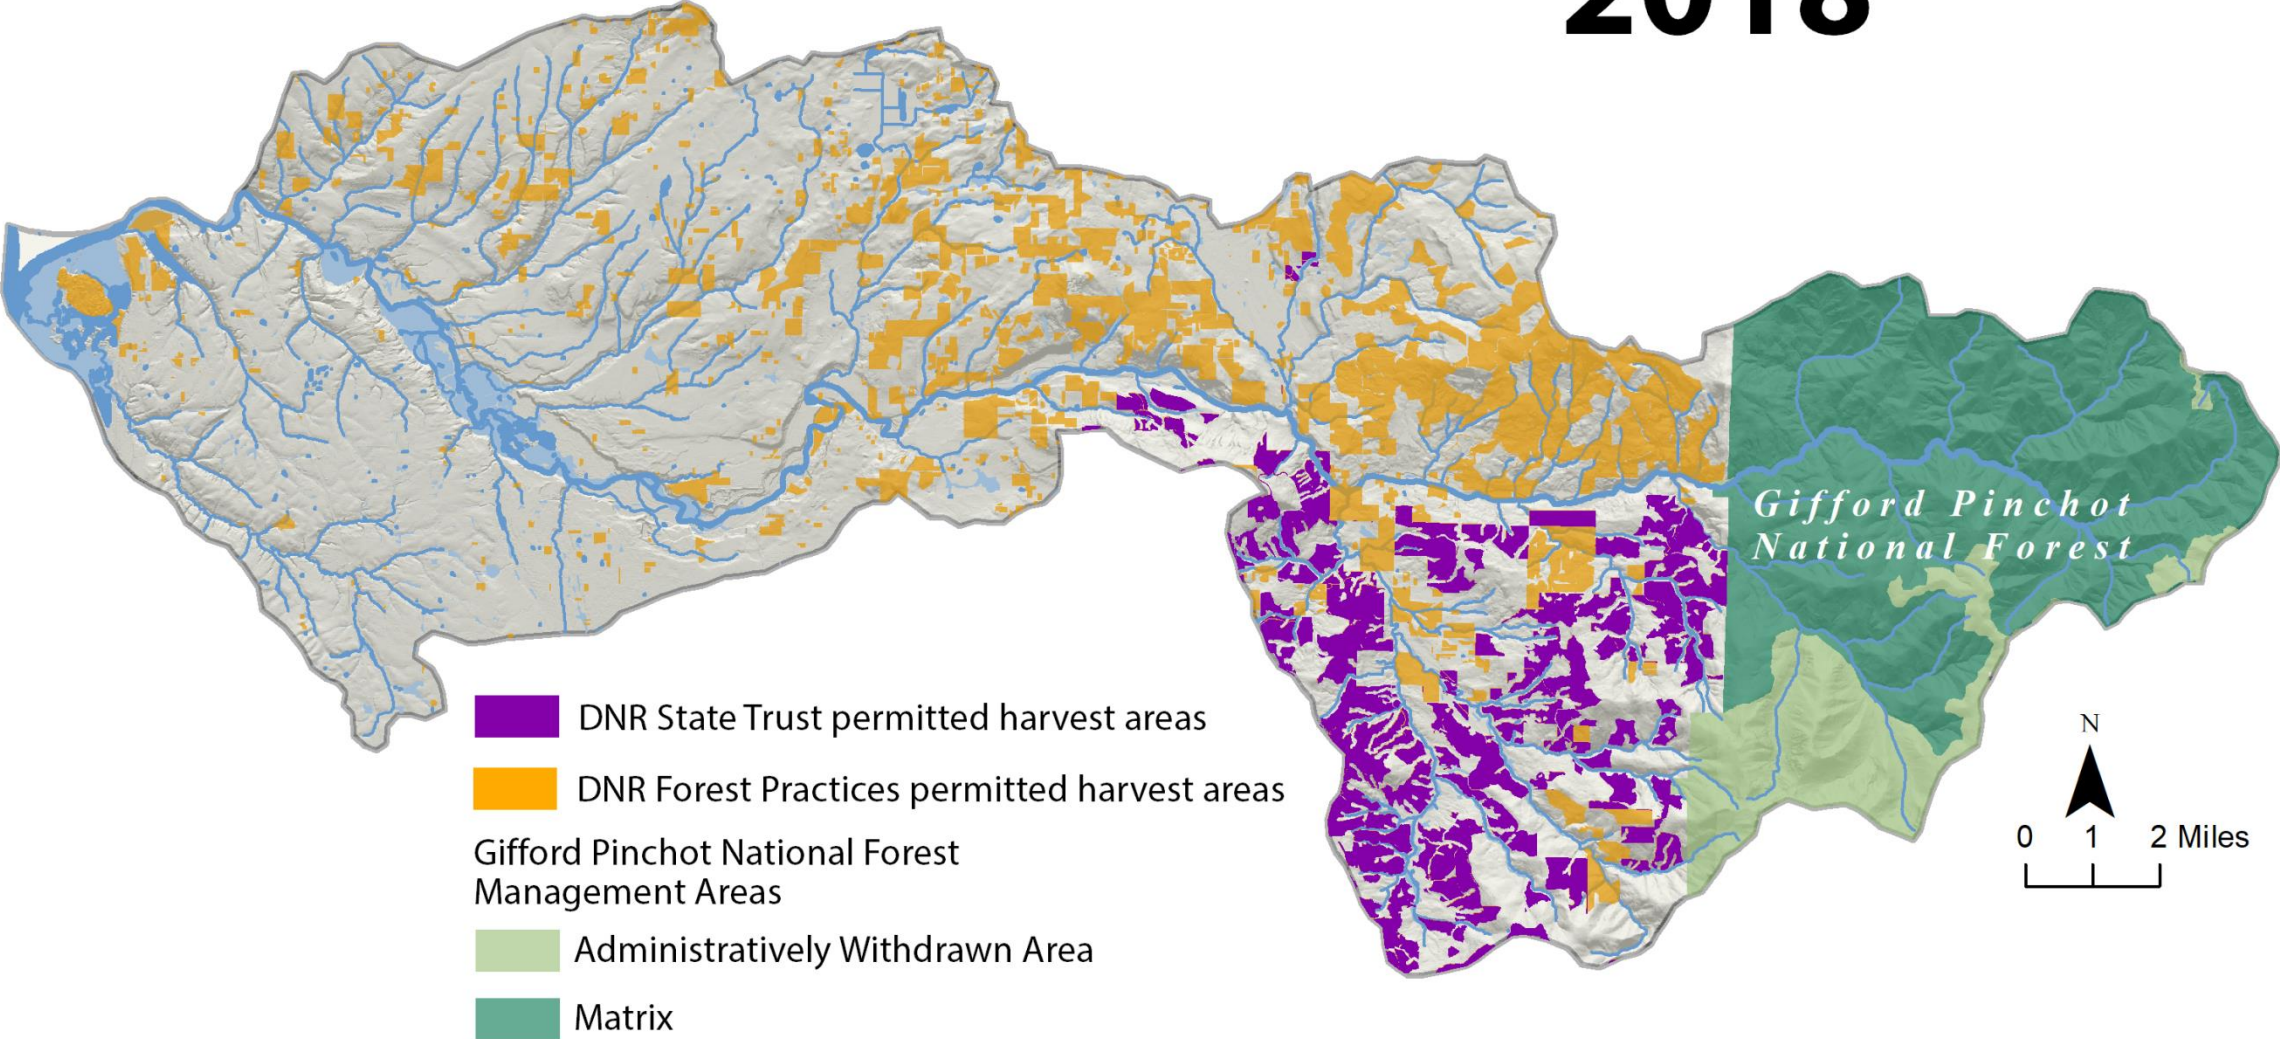 2018
Gifford Pinchot
National Forest
DNR State Trust permitted harvest areas
DNR Forest Practices permitted harvest areas
Gifford Pinchot National Forest
Management Areas
Administratively Withdrawn Area
Matrix
N
0 1 2 Miles